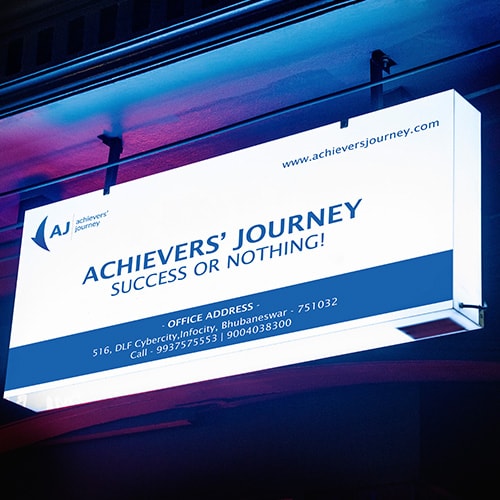 www.achieversjourney.com
AJ
achievers'
journey
ACHIEVERS' JOURNEY
SUCCESS OR NOTHING!
- OFFICE ADDRESS -
516, DLF Cybercity,Infocity, Bhubaneswar - 751032
Call - 9937575553 | 9004038300